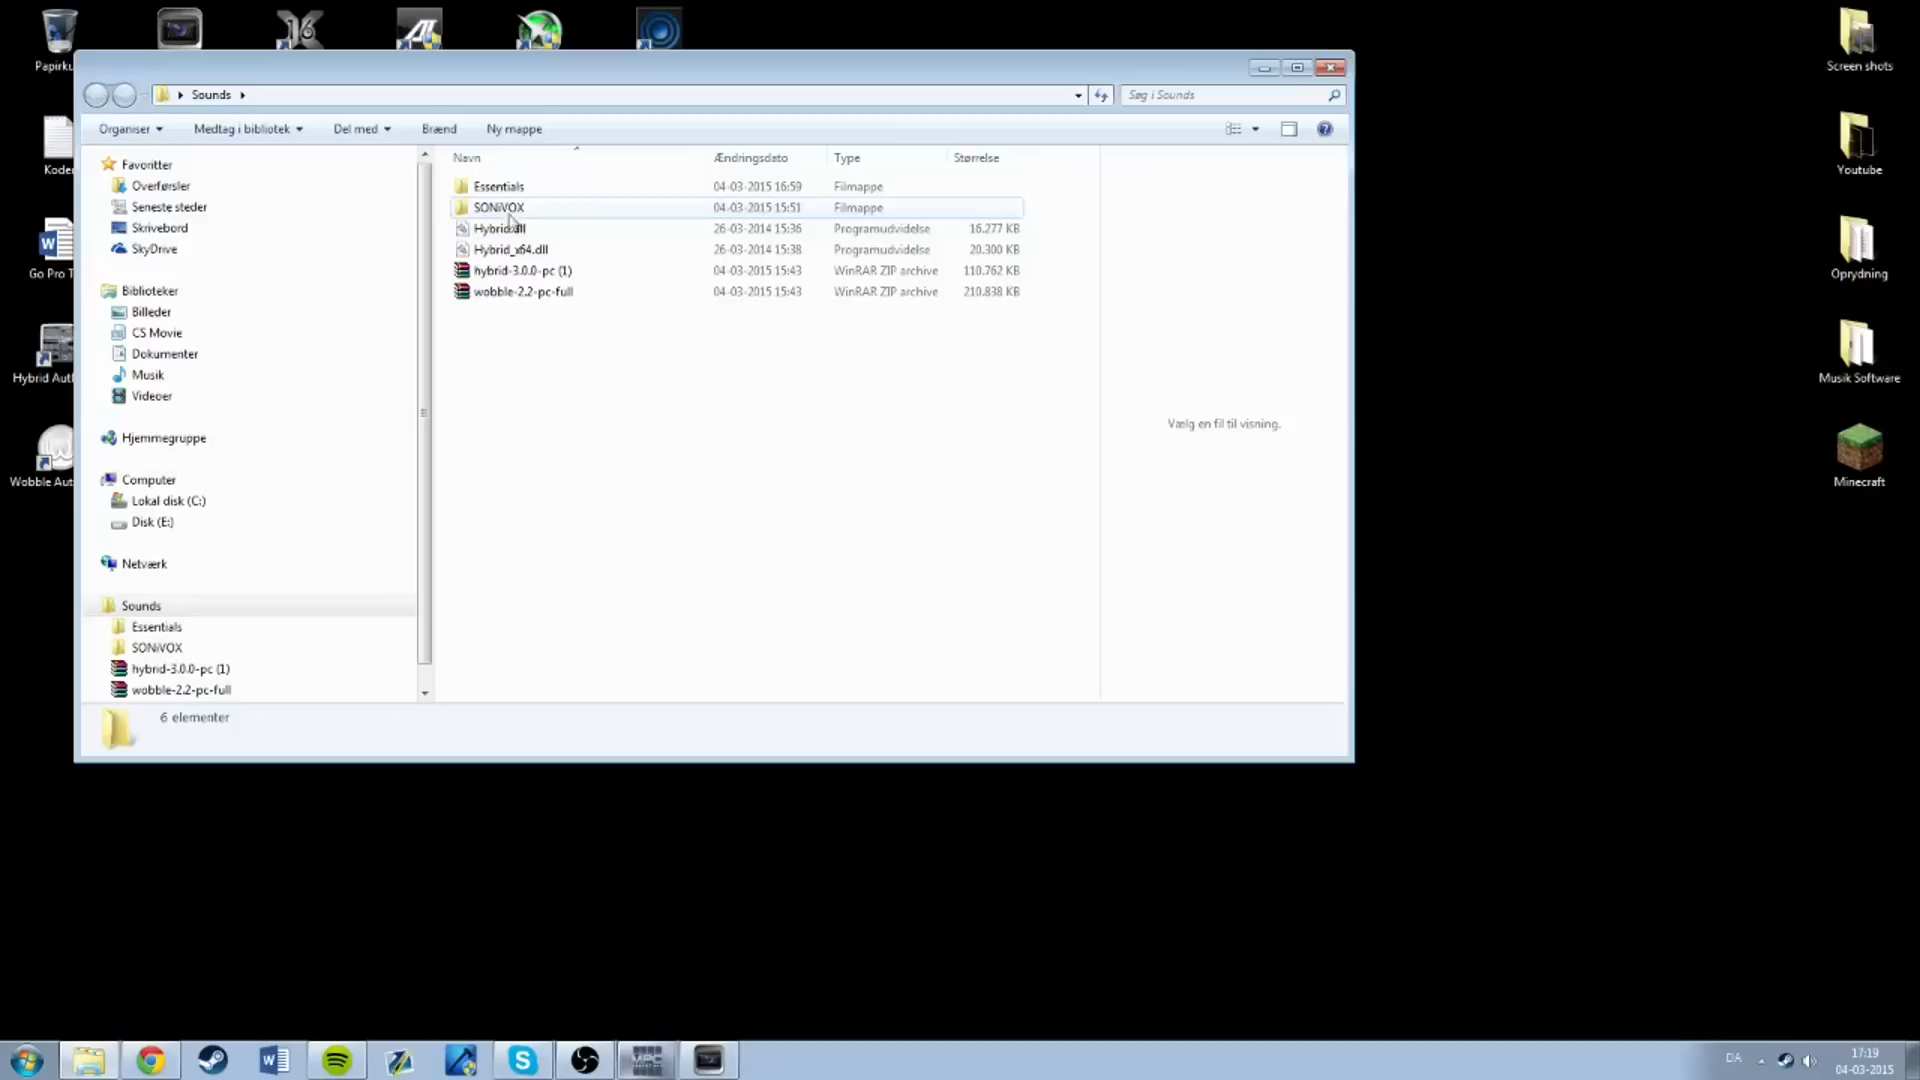 Papirku
Screen shots
Sounds
Søg i Sounds
Organiser
Medtag i bibliotek
Del med
Brænd
Ny mappe
Koder
Youtube
Favoritter
Overførsler
Seneste steder
Skrivebord
SkyDrive
Go Pro T
Oprydning
Biblioteker
Billeder
CS Movie
Dokumenter
Musik
Videoer
Hybrid Aut
Musik Software
Hjemmegruppe
Computer
Lokal disk (C:)
Disk (E:)
Wobble Aut
Minecraft
Netværk
Sounds
Essentials
SONiVOX
hybrid-3.0.0-pc (1)
wobble-2.2-pc-full
Navn Ændringsdato Type Størrelse
Essentials 04-03-2015 16:59 Filmappe
SONiVOX 04-03-2015 15:51 Filmappe
Hybrid.dll 26-03-2014 15:36 Programudvidelse 16.277 KB
Hybrid_x64.dll 26-03-2014 15:38 Programudvidelse 20.300 KB
hybrid-3.0.0-pc (1) 04-03-2015 15:43 WinRAR ZIP archive 110.762 KB
wobble-2.2-pc-full 04-03-2015 15:43 WinRAR ZIP archive 210.838 KB
Vælg en fil til visning.
6 elementer
MPC
DA
17:19
04-03-2015